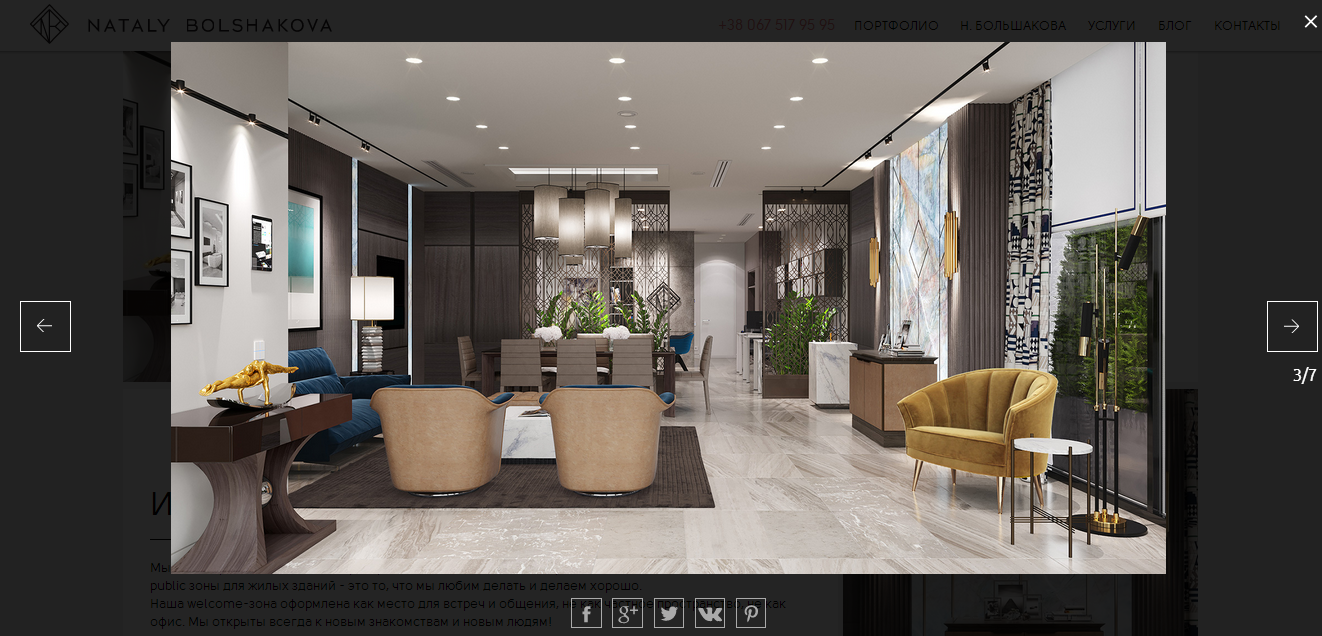 NATALY BOLSHAKOVA
+38 067 517 95 95 ПОРТФОЛИО Н. БОЛЬШАКОВА УСЛУГИ БЛОГ КОНТАКТЫ
3/7
public зоны для жилых зданий - это то, что мы любим делать и делаем хорошо.
Наша welcome-зона оформлена как место для встреч и общения, не как
офис. Мы открыты всегда к новым знакомствам и новым людям!